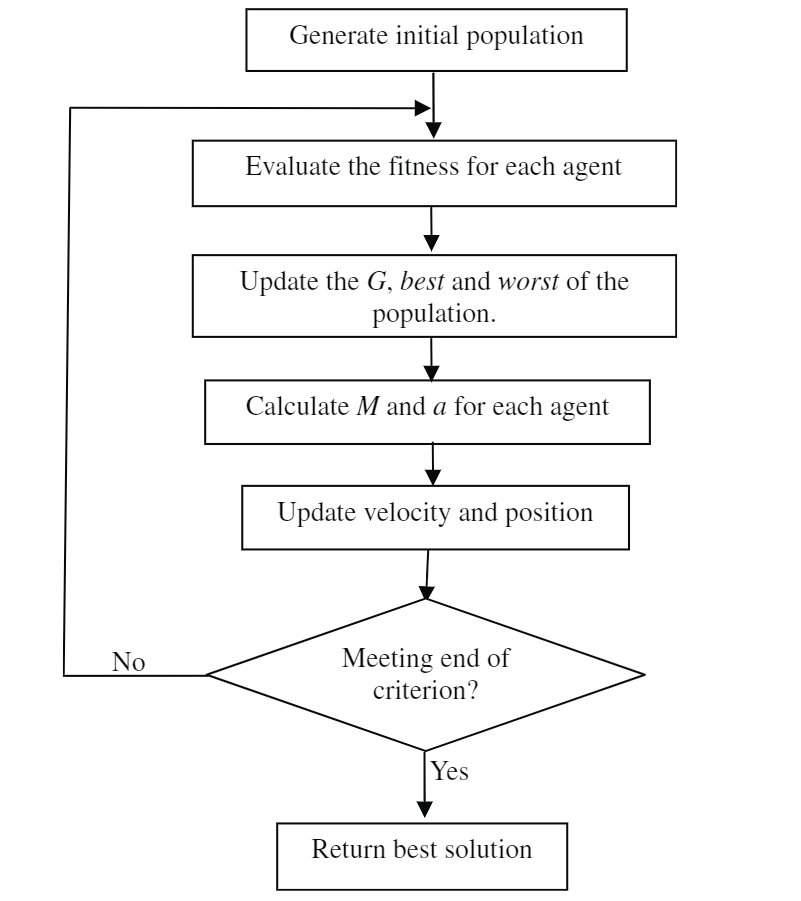 Generate initial population
Evaluate the fitness for each agent
Update the G, best and worst of the
population.
Calculate M and a for each agent
Update velocity and position
Meeting end of
criterion?
No
Yes
Return best solution